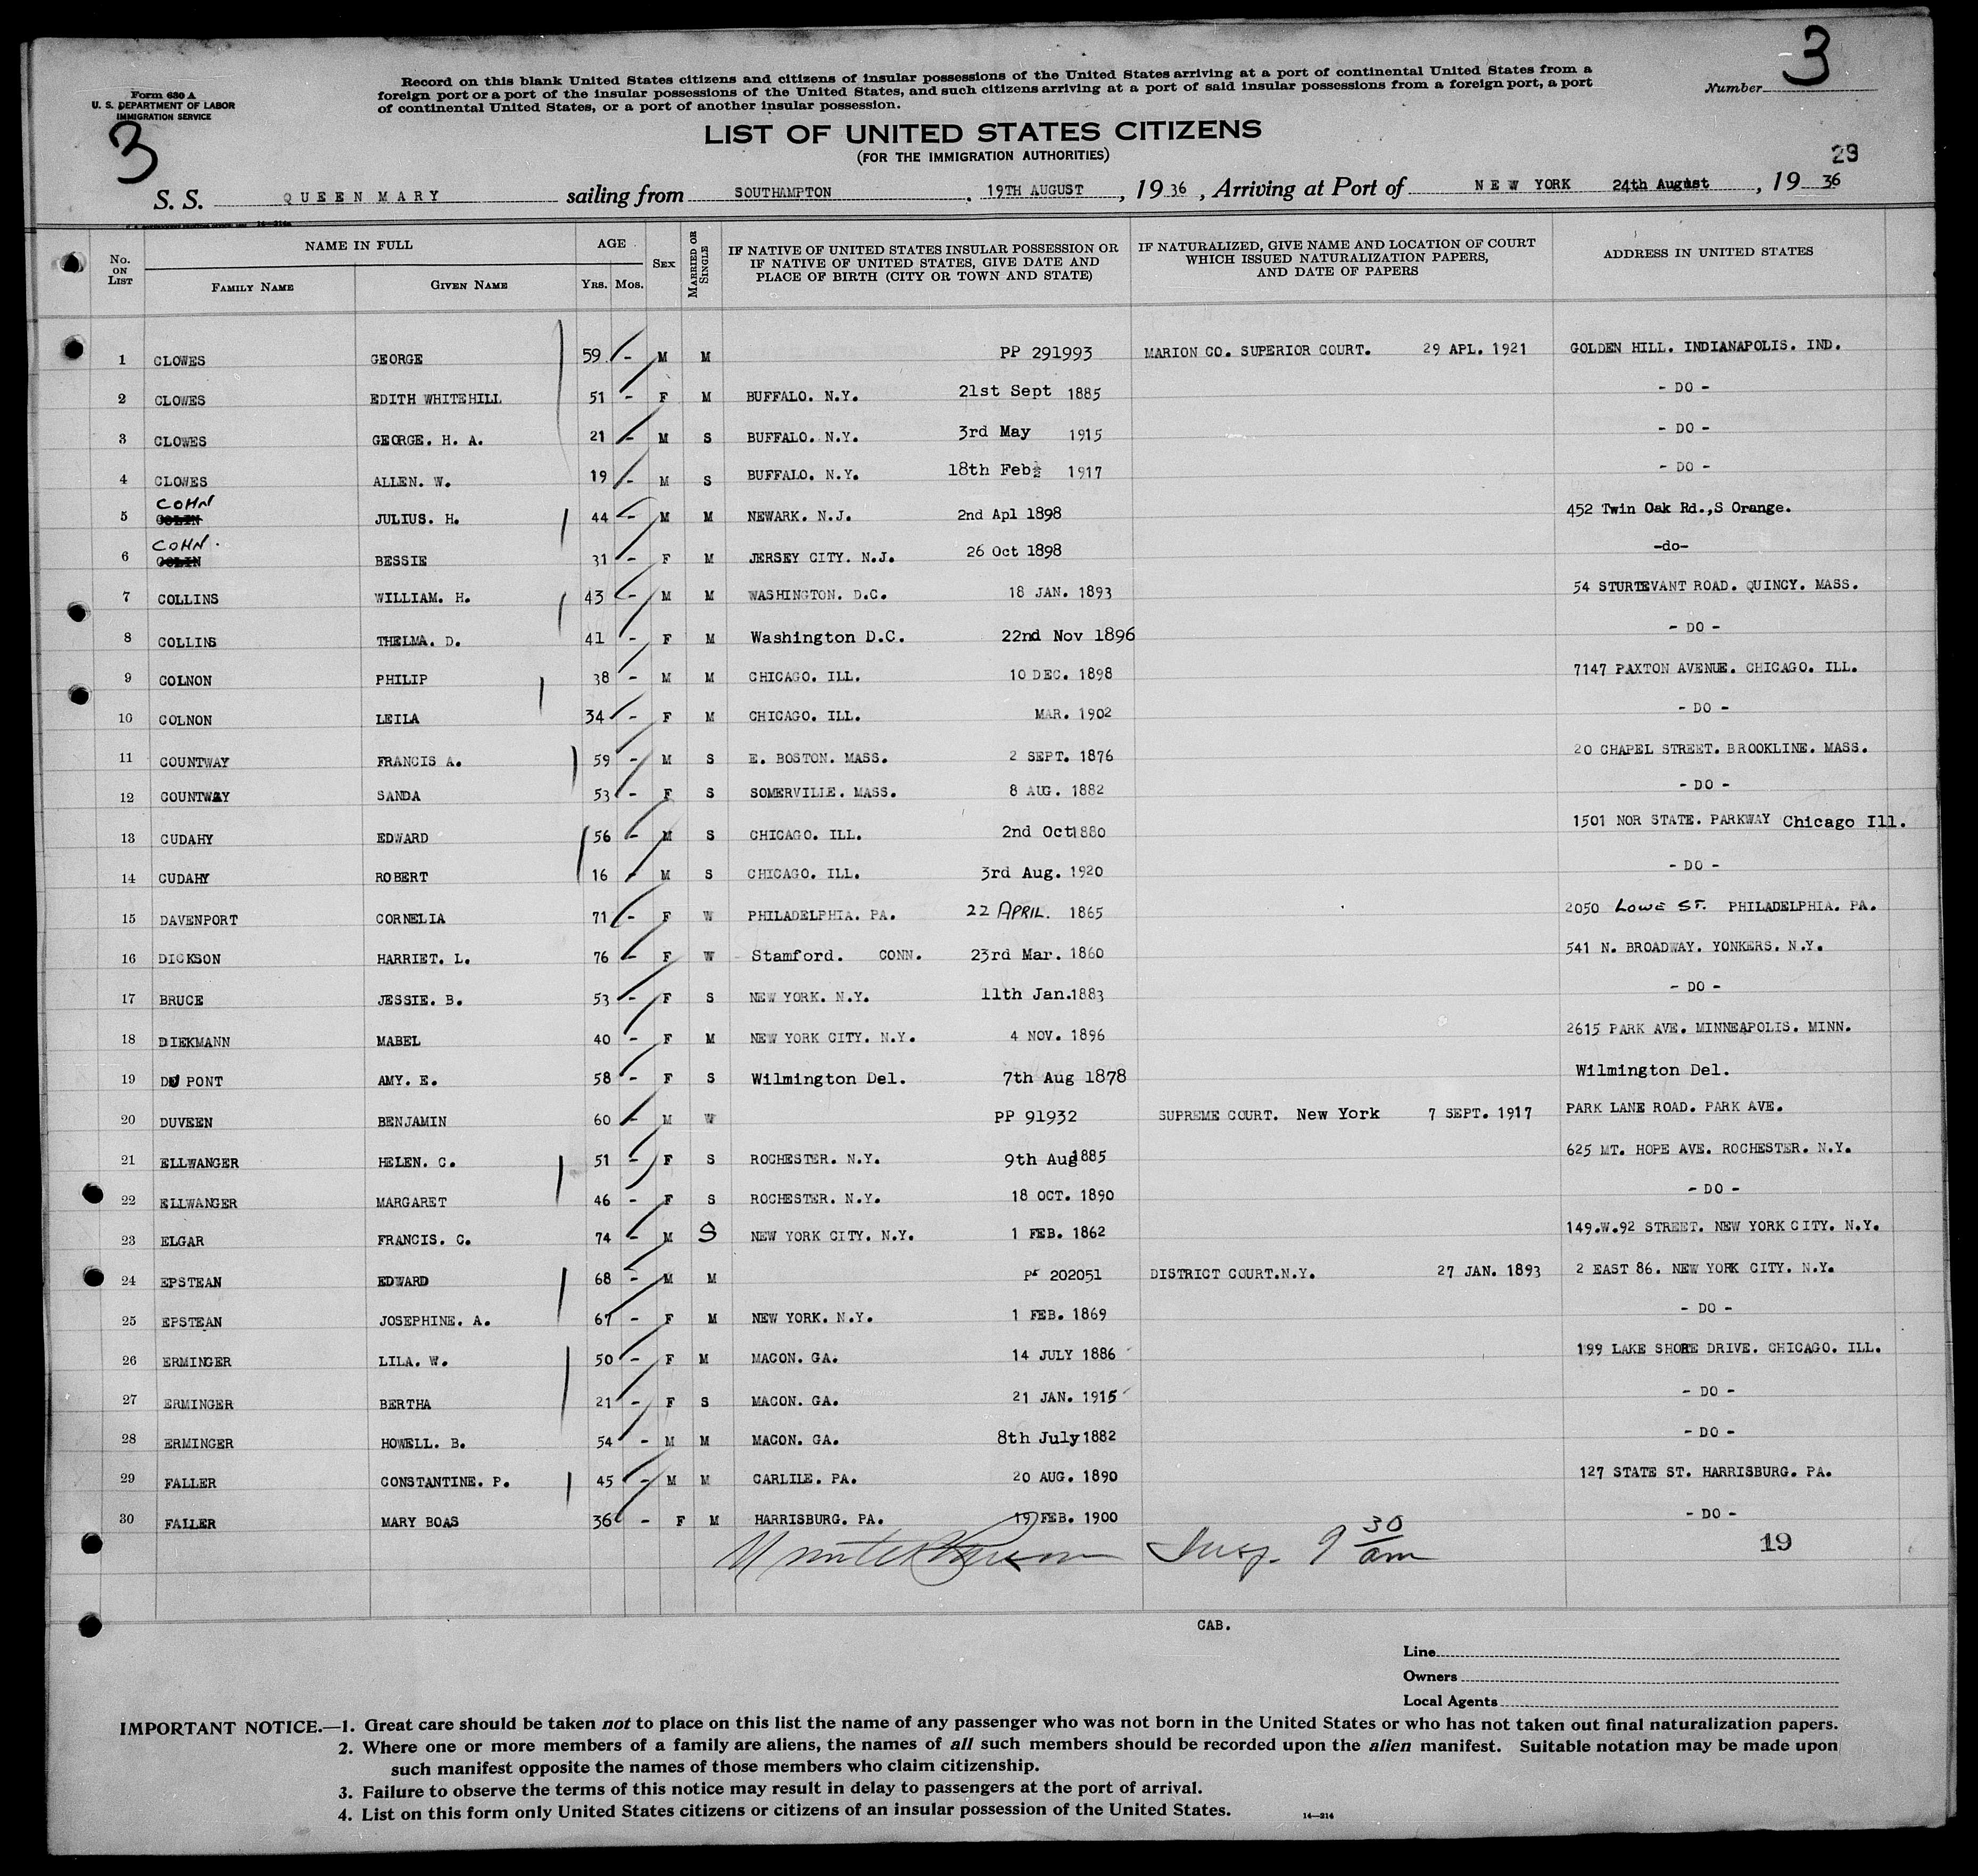 3
Form 630 A
U. S. DEPARTMENT OF LABOR
IMMIGRATION SERVICE
3
Record on this blank United States citizens and citizens of insular possessions of the United States arriving at a port of continental United States from a
foreign port or a port of the insular possessions of the United States, and such citizens arriving at a port of said insular possessions from a foreign port, a port
of continental United States, or a port of another insular possession.
Number
LIST OF UNITED STATES CITIZENS
(FOR THE IMMIGRATION AUTHORITIES)
29
S. S. QUEEN MARY sailing from SOUTHAMPTON, 19TH AUGUST, 19 36, Arriving at Port of NEW YORK 24th August, 19 36
No. ON LIST NAME IN FULL FAMILY NAME GIVEN NAME AGE YRS. MOS. SEX MARRIED OR SINGLE IF NATIVE OF UNITED STATES INSULAR POSSESSION OR IF NATIVE OF UNITED STATES, GIVE DATE AND PLACE OF BIRTH (CITY OR TOWN AND STATE) IF NATURALIZED, GIVE NAME AND LOCATION OF COURT WHICH ISSUED NATURALIZATION PAPERS, AND DATE OF PAPERS ADDRESS IN UNITED STATES
1 CLOWES GEORGE 59 - M M PP 291993 MARION CO. SUPERIOR COURT. 29 APL. 1921 GOLDEN HILL. INDIANAPOLIS. IND.
2 CLOWES EDITH WHITEHILL 51 - F M BUFFALO. N.Y. 21st Sept 1885 - DO -
3 CLOWES GEORGE. H. A. 21 - M S BUFFALO. N.Y. 3rd May 1915 - DO -
4 CLOWES ALLEN. W. 19 - M S BUFFALO. N.Y. 18th Feb 1917 - DO -
5 COHN COLIN JULIUS. H. 44 - M M NEWARK. N.J. 2nd Apl 1898 452 Twin Oak Rd.,S Orange.
6 COHN. COLIN BESSIE 31 - F M JERSEY CITY. N.J. 26 Oct 1898 -do-
7 COLLINS WILLIAM. H. 43 - M M WASHINGTON. D.C. 18 JAN. 1893 54 STURTEVANT ROAD. QUINCY. MASS.
8 COLLINS THELMA. D. 41 - F M Washington D.C. 22nd Nov 1896 - DO -
9 COLNON PHILIP 38 - M M CHICAGO. ILL. 10 DEC. 1898 7147 PAXTON AVENUE. CHICAGO. ILL.
10 COLNON LEILA 34 - F M CHICAGO. ILL. MAR. 1902 - DO -
11 COUNTWAY FRANCIS A. 59 - M S E. BOSTON. MASS. 2 SEPT. 1876 20 CHAPEL STREET. BROOKLINE. MASS.
12 COUNTWAY SANDA 53 - F S SOMERVILLE. MASS. 8 AUG. 1882 - DO -
13 CUDAHY EDWARD 56 - M S CHICAGO. ILL. 2nd Oct 1880 1501 NOR STATE. PARKWAY Chicago Ill.
14 CUDAHY ROBERT 16 - M S CHICAGO. ILL. 3rd Aug. 1920 - DO -
15 DAVENPORT CORNELIA 71 - F W PHILADELPHIA. PA. 22 APRIL. 1865 2050 LOWE ST. PHILADELPHIA. PA.
16 DICKSON HARRIET. L. 76 - F W Stamford. CONN. 23rd Mar. 1860 541 N. BROADWAY. YONKERS. N.Y.
17 BRUCE JESSIE. B. 53 - F S NEW YORK. N.Y. 11th Jan. 1883 - DO -
18 DIEKMANN MABEL 40 - F M NEW YORK CITY. N.Y. 4 NOV. 1896 2615 PARK AVE. MINNEAPOLIS. MINN.
19 DU PONT AMY. E. 58 - F S Wilmington Del. 7th Aug 1878 Wilmington Del.
20 DUVEEN BENJAMIN 60 - M W PP 91932 SUPREME COURT. New York 7 SEPT. 1917 PARK LANE ROAD. PARK AVE.
21 ELLWANGER HELEN. C. 51 - F S ROCHESTER. N.Y. 9th Aug 1885 625 MT. HOPE AVE. ROCHESTER. N.Y.
22 ELLWANGER MARGARET 46 - F S ROCHESTER. N.Y. 18 OCT. 1890 - DO -
23 ELGAR FRANCIS. C. 74 - M S NEW YORK CITY. N.Y. 1 FEB. 1862 149.W.92 STREET. NEW YORK CITY. N.Y.
24 EPSTEAN EDWARD 68 - M M PP 202051 DISTRICT COURT.N.Y. 27 JAN. 1893 2 EAST 86. NEW YORK CITY. N.Y.
25 EPSTEAN JOSEPHINE. A. 67 - F M NEW YORK. N.Y. 1 FEB. 1869 - DO -
26 ERMINGER LILA. W. 50 - F M MACON. GA. 14 JULY 1886 199 LAKE SHORE DRIVE. CHICAGO. ILL.
27 ERMINGER BERTHA 21 - F S MACON. GA. 21 JAN. 1915 - DO -
28 ERMINGER HOWELL. B. 54 - M M MACON. GA. 8th July 1882 - DO -
29 FALLER CONSTANTINE. P. 45 - M M CARLILE. PA. 20 AUG. 1890 127 STATE ST. HARRISBURG. PA.
30 FALLER MARY BOAS 36 - F M HARRISBURG. PA. 19 FEB. 1900 - DO -
Insp. 9 30 am
19
CAB.
Line
Owners
Local Agents
IMPORTANT NOTICE.—1. Great care should be taken not to place on this list the name of any passenger who was not born in the United States or who has not taken out final naturalization papers.
2. Where one or more members of a family are aliens, the names of all such members should be recorded upon the alien manifest. Suitable notation may be made upon
such manifest opposite the names of those members who claim citizenship.
3. Failure to observe the terms of this notice may result in delay to passengers at the port of arrival.
4. List on this form only United States citizens or citizens of an insular possession of the United States.
14—214